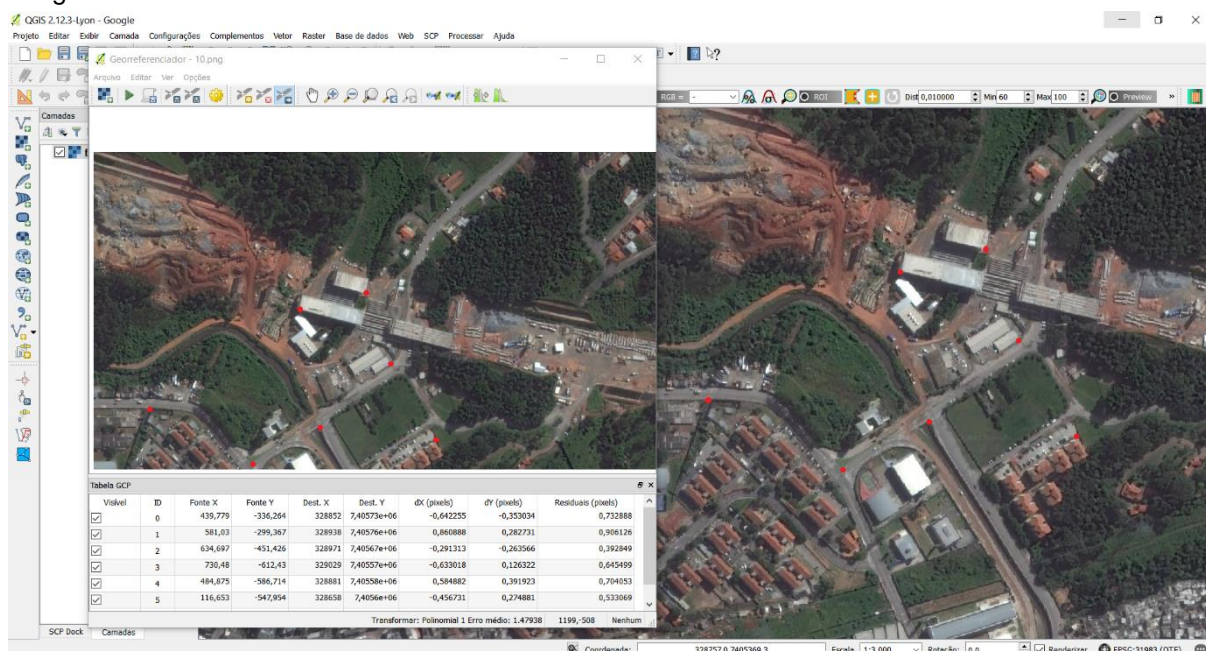 QGIS 2.12.3-Lyon - Google
Projeto Editar Exibir Camada Configurações Complementos Vetor Raster Base de dados Web SCP Processar Ajuda
Georreferenciador - 10.png
Arquivo Editar Ver Opções
RGB = - ROI Dist 0,010000 Min 60 Max 100 Preview »
Camadas
Tabela GCP
Visível ID Fonte X Fonte Y Dest. X Dest. Y dX (pixels) dY (pixels) Residuais (pixels)
0 439,779 -336,264 328852 7,40573e+06 -0,642255 -0,353034 0,732888
1 581,03 -299,367 328938 7,40576e+06 0,860888 0,282731 0,906126
2 634,697 -451,426 328971 7,40567e+06 -0,291313 -0,263566 0,392849
3 730,48 -612,43 329029 7,40557e+06 -0,633018 0,126322 0,645499
4 484,875 -586,714 328881 7,40558e+06 0,584882 0,391923 0,704053
5 116,653 -547,954 328658 7,4056e+06 -0,456731 0,274881 0,533069
Transformar: Polinomial 1 Erro médio: 1.47938 1199,-508 Nenhum
SCP Dock Camadas
Coordenada: 328757,0,7405369,3 Escala 1:3.000 Rotação: 0,0 Renderizar EPSG:31983 (OTF)